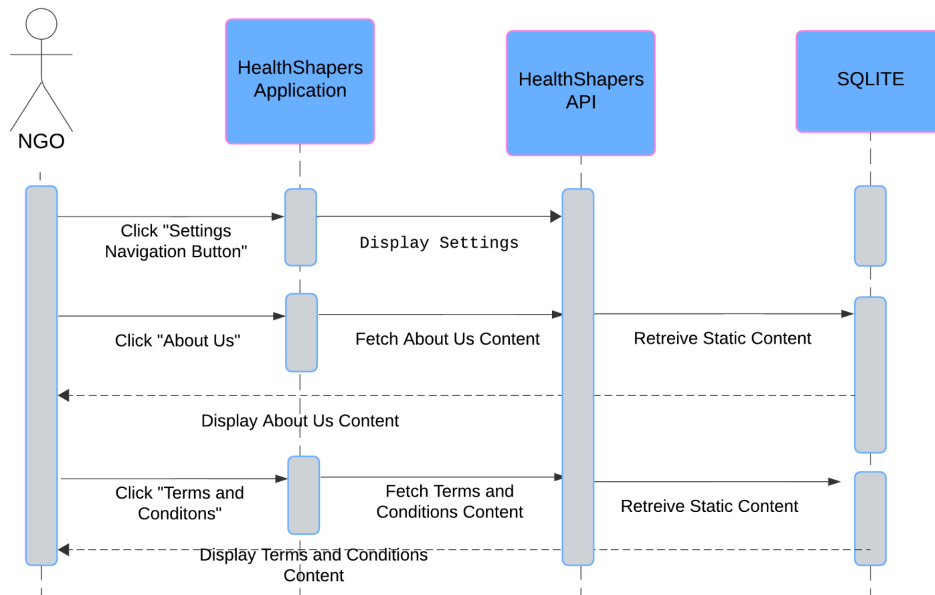 NGO
HealthShapers
Application
HealthShapers
API
SQLITE
Click "Settings
Navigation Button"
Display Settings
Click "About Us"
Fetch About Us Content
Retreive Static Content
Display About Us Content
Click "Terms and
Conditons"
Fetch Terms and
Conditions Content
Retreive Static Content
Display Terms and Conditions
Content